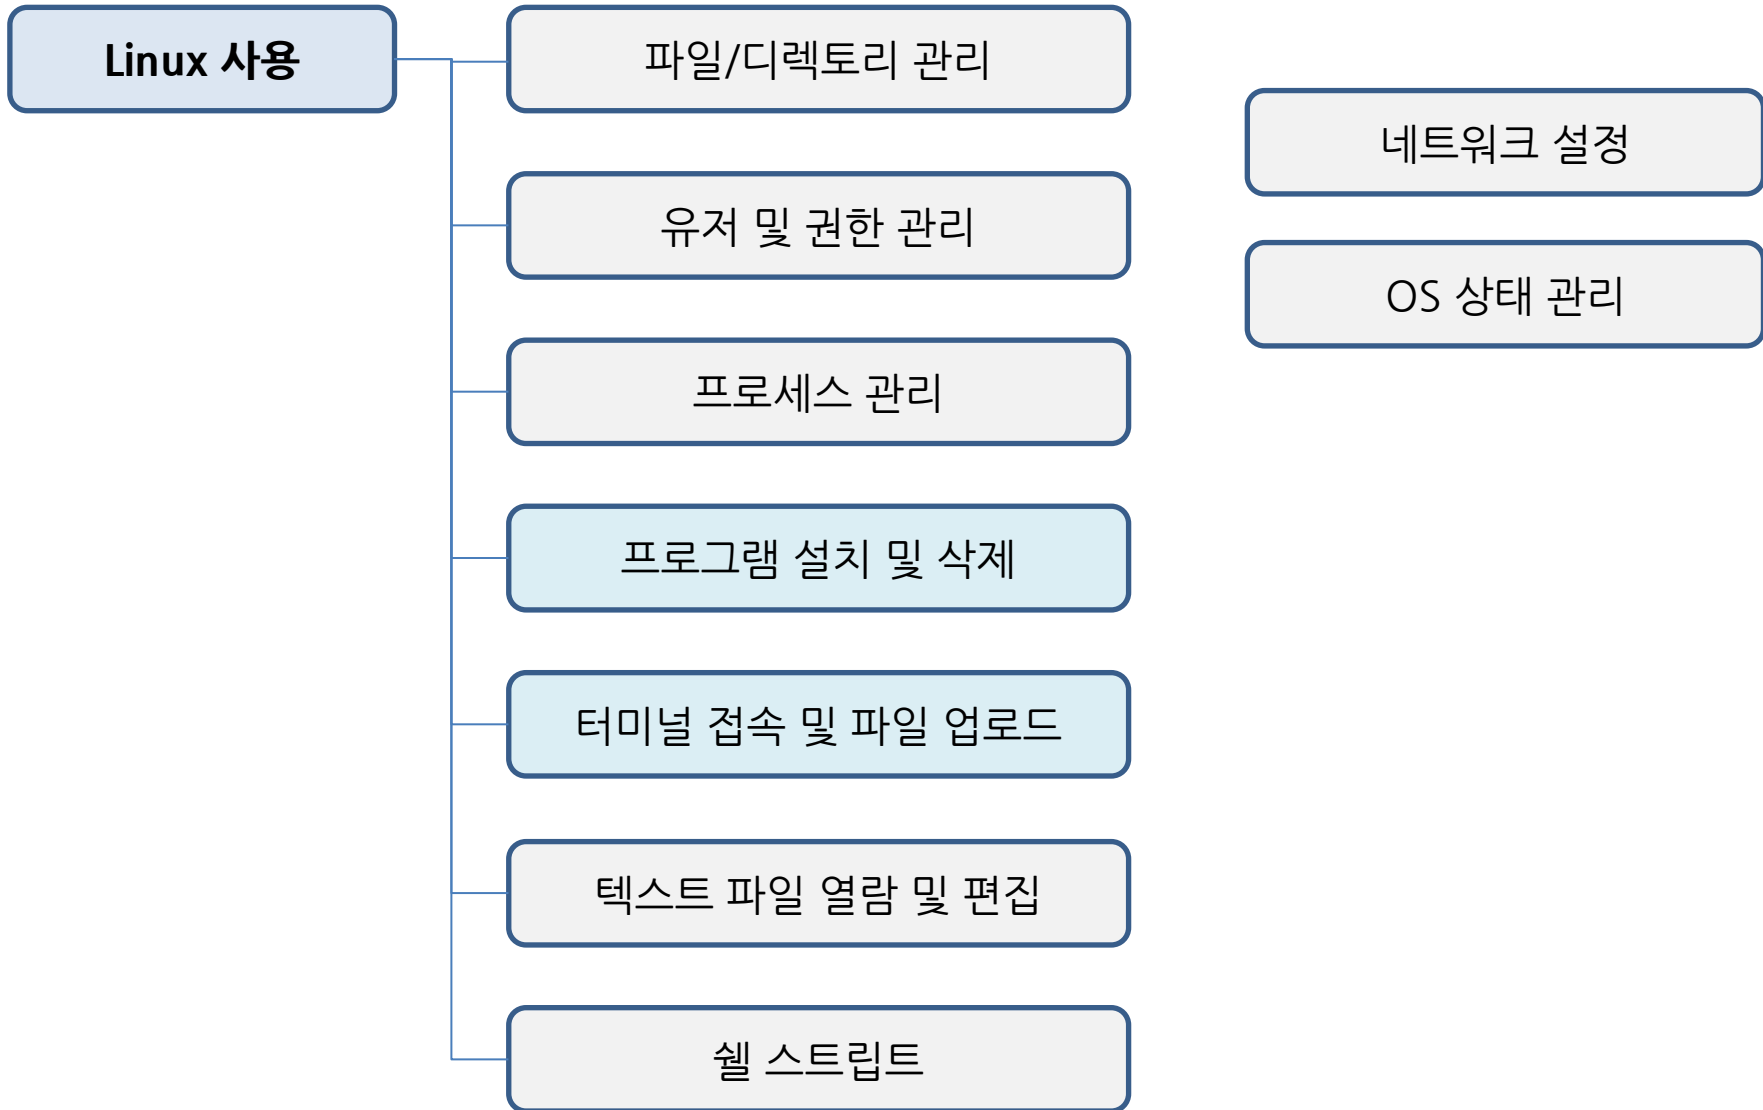 Linux 사용
파일/디렉토리 관리
유저 및 권한 관리
프로세스 관리
프로그램 설치 및 삭제
터미널 접속 및 파일 업로드
텍스트 파일 열람 및 편집
쉘 스트립트
네트워크 설정
OS 상태 관리